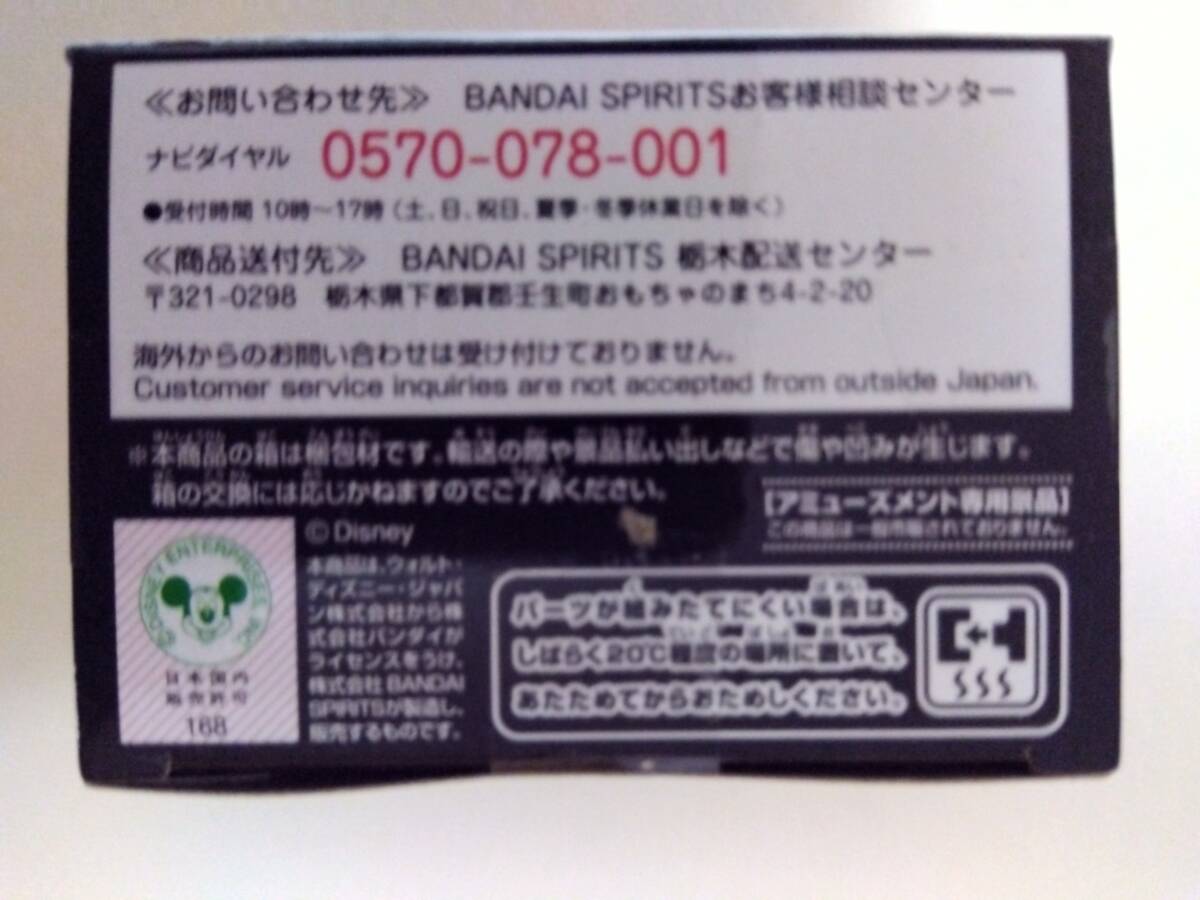 ≪お問い合わせ先≫ BANDAI SPIRITSお客様相談センター
ナビダイヤル 0570-078-001
●受付時間 10時～17時(土、日、祝日、夏季・冬季休業日を除く)
≪商品送付先≫ BANDAI SPIRITS 栃木配送センター
〒321-0298 栃木県下都賀郡壬生町おもちゃのまち4-2-20
海外からのお問い合わせは受け付けておりません。
Customer service inquiries are not accepted from outside Japan.
※本商品の箱は梱包材です。輸送の際や景品払い出しなどで傷や凹みが生じます。
箱の交換には応じかねますのでご了承ください。
【アミューズメント専用景品】
この商品は一般市販されておりません。
©DISNEY ENTERPRISES, INC.
日本国内
販売許可
168
©Disney
本商品は、ウォルト・
ディズニー・ジャパ
ン株式会社から株
式会社バンダイが
ライセンスをうけ、
株式会社BANDAI
SPIRITSが製造し、
販売するものです。
パーツが組みたてにくい場合は、
しばらく20℃程度の場所に置いて、
あたためてからおためしください。